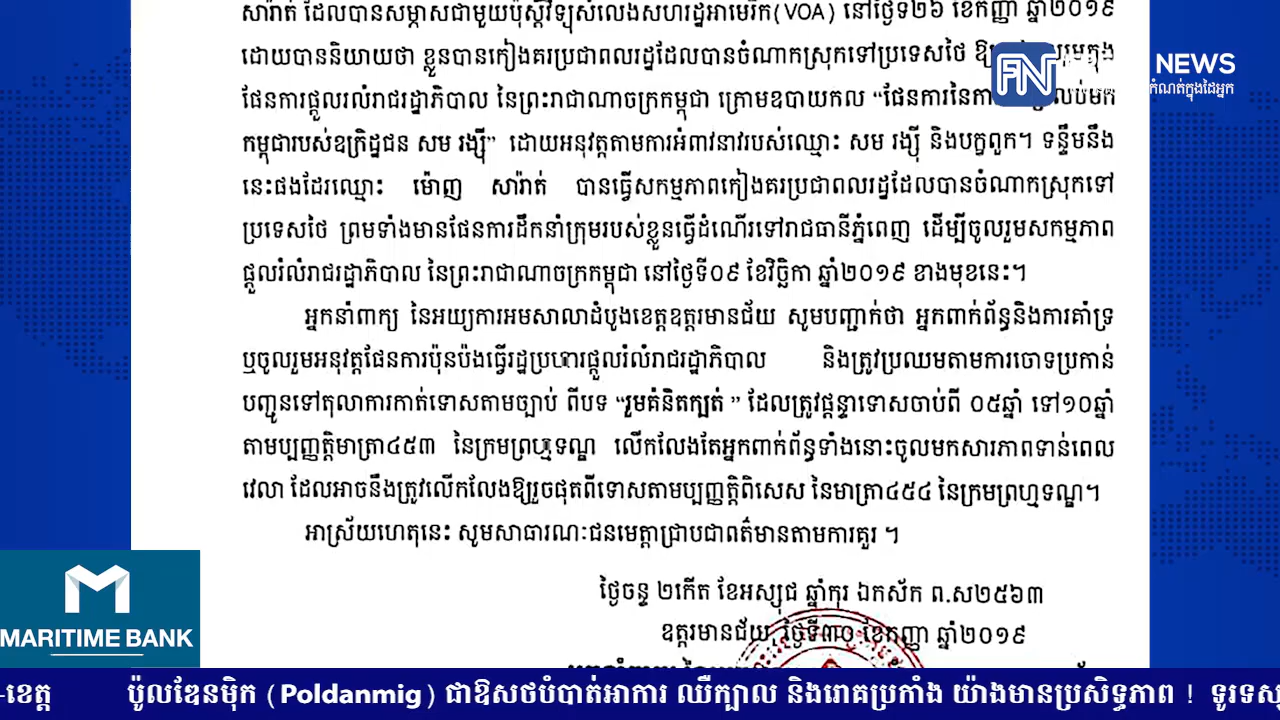 សារ៉ាត់ ដែលបានសម្ភាសជាមួយប៉ុស្តិ៍វិទ្យុសំលេងសហរដ្ឋអាមេរិក(VOA) នៅថ្ងៃទី២៦ ខែកញ្ញា ឆ្នាំ២០១៩
ដោយបាននិយាយថា ខ្លួនបានកៀងគរប្រជាពលរដ្ឋដែលបានចំណាកស្រុកទៅប្រទេសថៃ
NEWS
ផែនការផ្តួលរលំរាជរដ្ឋាភិបាល នៃព្រះរាជាណាចក្រកម្ពុជា ក្រោមឧបាយកល “ផែនការនៃការ
កំណត់ក្នុងដៃអ្នក
កម្ពុជារបស់ឧក្រិដ្ឋជន សម រង្ស៊ី” ដោយអនុវត្តតាមការអំពាវនាវរបស់ឈ្មោះ សម រង្ស៊ី និងបក្ខពួក។ ទន្ទឹមនឹង
នេះផងដែរឈ្មោះ ម៉ោញ សារ៉ាត់ បានធ្វើសកម្មភាពកៀងគរប្រជាពលរដ្ឋដែលបានចំណាកស្រុកទៅ
ប្រទេសថៃ ព្រមទាំងមានផែនការដឹកនាំក្រុមរបស់ខ្លួនធ្វើដំណើរទៅរាជធានីភ្នំពេញ ដើម្បីចូលរួមសកម្មភាព
ផ្តួលរំលំរាជរដ្ឋាភិបាល នៃព្រះរាជាណាចក្រកម្ពុជា នៅថ្ងៃទី០៩ ខែវិច្ឆិកា ឆ្នាំ២០១៩ ខាងមុខនេះ។
អ្នកនាំពាក្យ នៃអយ្យការអមសាលាដំបូងខេត្តឧត្តរមានជ័យ សូមបញ្ជាក់ថា អ្នកពាក់ព័ន្ធនិងការគាំទ្រ
ឬចូលរួមអនុវត្តផែនការប៉ុនប៉ងធ្វើរដ្ឋប្រហារផ្តួលរំលំរាជរដ្ឋាភិបាល និងត្រូវប្រឈមតាមការចោទប្រកាន់
បញ្ជូនទៅតុលាការកាត់ទោសតាមច្បាប់ ពីបទ “រួមគំនិតក្បត់ ” ដែលត្រូវផ្តន្ទាទោសចាប់ពី ០៥ឆ្នាំ ទៅ១០ឆ្នាំ
តាមប្បញ្ញត្តិមាត្រា៤៥៣ នៃក្រមព្រហ្មទណ្ឌ លើកលែងតែអ្នកពាក់ព័ន្ធទាំងនោះចូលមកសារភាពទាន់ពេល
វេលា ដែលអាចនឹងត្រូវលើកលែងឱ្យរួចផុតពីទោសតាមប្បញ្ញត្តិពិសេស នៃមាត្រា៤៥៤ នៃក្រមព្រហ្មទណ្ឌ។
អាស្រ័យហេតុនេះ សូមសាធារណៈជនមេត្តាជ្រាបជាពត៌មានតាមការគួរ ។
ថ្ងៃចន្ទ ២កើត ខែអស្សុជ ឆ្នាំកុរ ឯកស័ក ព.ស២៥៦៣
ឧត្តរមានជ័យ, ថ្ងៃទី៣០ ខែកញ្ញា ឆ្នាំ២០១៩
MARITIME BANK
-ខេត្ត ប៉ូលឌែនម៉ិក (Poldanmig) ជាឱសថបំបាត់អាការ ឈឺក្បាល និងរោគប្រកាំង យ៉ាងមានប្រសិទ្ធភាព ! ទូរទស្ស